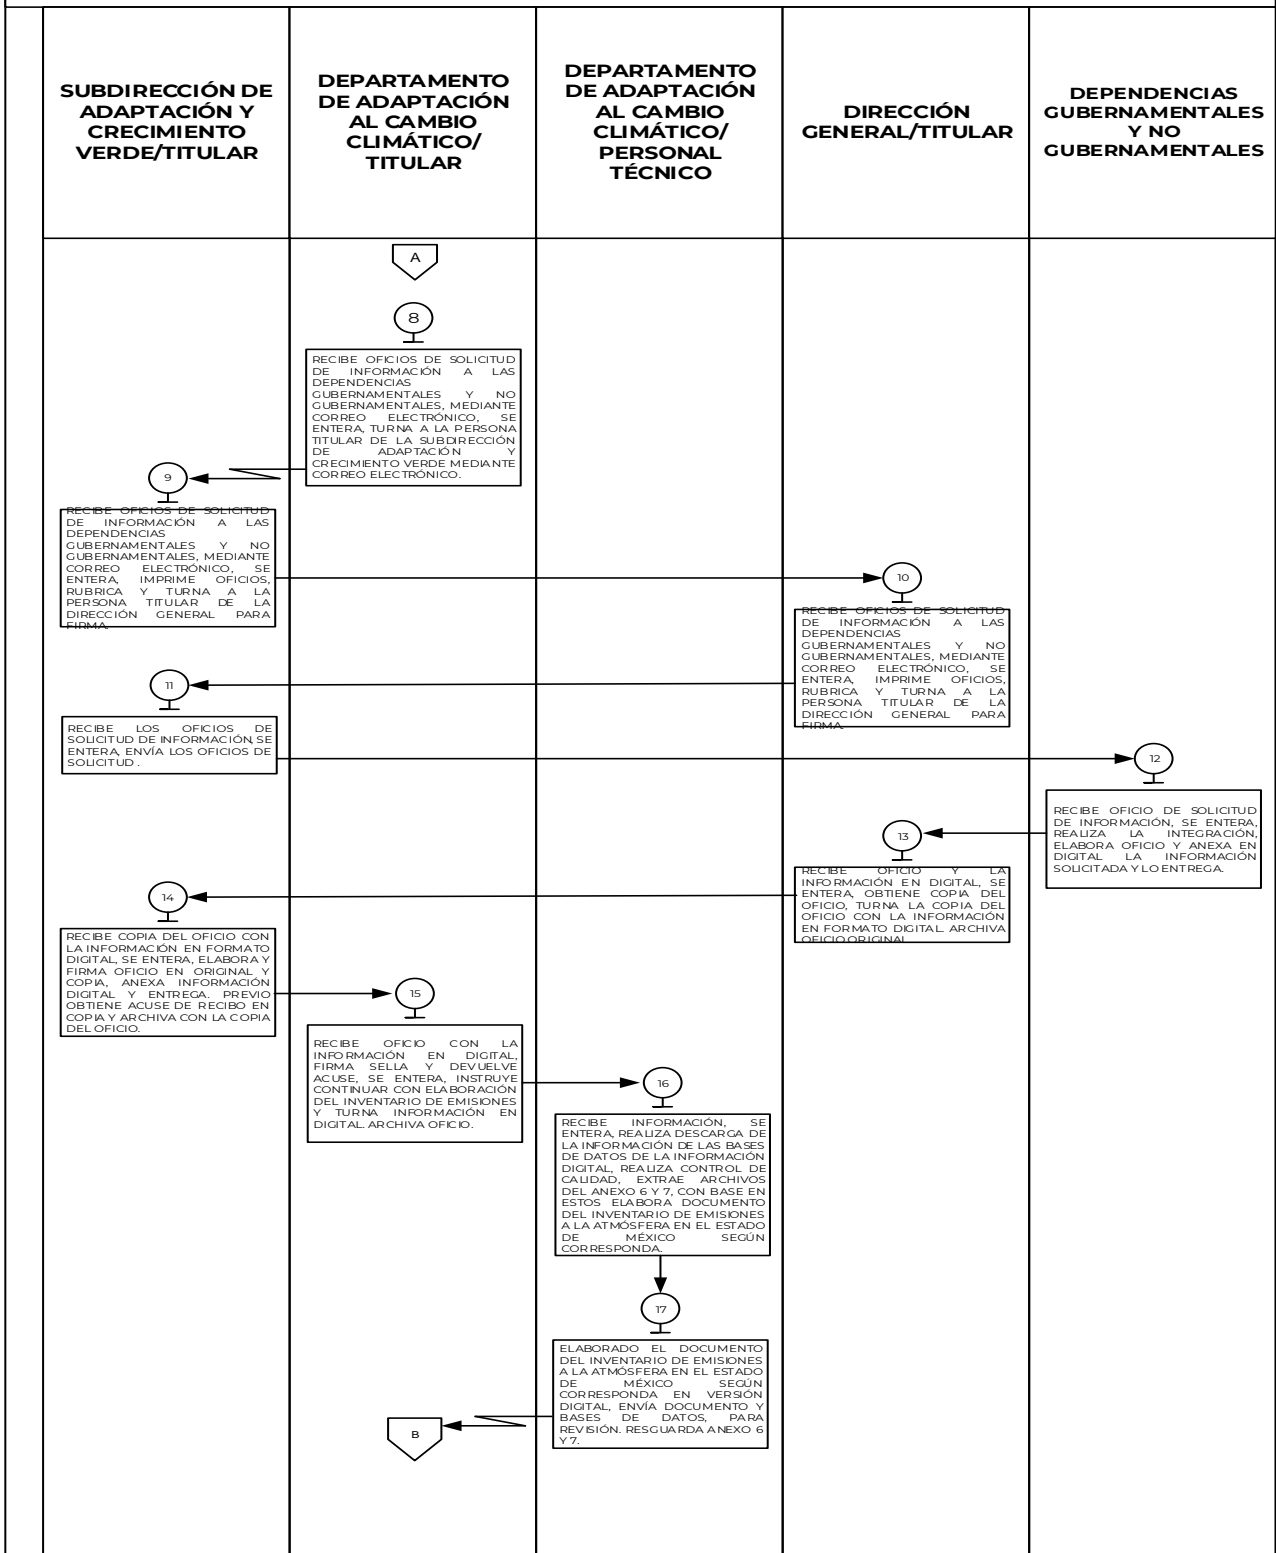 SUBDIRECCIÓN DE
ADAPTACIÓN Y
CRECIMIENTO
VERDE/TITULAR
DEPARTAMENTO
DE ADAPTACIÓN
AL CAMBIO
CLIMÁTICO/
TITULAR
DEPARTAMENTO
DE ADAPTACIÓN
AL CAMBIO
CLIMÁTICO/
PERSONAL
TÉCNICO
DIRECCIÓN
GENERAL/TITULAR
DEPENDENCIAS
GUBERNAMENTALES
Y NO
GUBERNAMENTALES
A
8
RECIBE OFICIOS DE SOLICITUD
DE INFORMACIÓN A LAS
DEPENDENCIAS
GUBERNAMENTALES Y NO
GUBERNAMENTALES, MEDIANTE
CORREO ELECTRÓNICO, SE
ENTERA, TURNA A LA PERSONA
TITULAR DE LA SUBDIRECCIÓN
DE ADAPTACIÓN Y
CRECIMIENTO VERDE MEDIANTE
CORREO ELECTRÓNICO.
9
RECIBE OFICIOS DE SOLICITUD
DE INFORMACIÓN A LAS
DEPENDENCIAS
GUBERNAMENTALES Y NO
GUBERNAMENTALES, MEDIANTE
CORREO ELECTRÓNICO, SE
ENTERA, IMPRIME OFICIOS,
RUBRICA Y TURNA A LA
PERSONA TITULAR DE LA
DIRECCIÓN GENERAL PARA
FIRMA.
10
RECIBE OFICIOS DE SOLICITUD
DE INFORMACIÓN A LAS
DEPENDENCIAS
GUBERNAMENTALES Y NO
GUBERNAMENTALES, MEDIANTE
CORREO ELECTRÓNICO, SE
ENTERA, IMPRIME OFICIOS,
RUBRICA Y TURNA A LA
PERSONA TITULAR DE LA
DIRECCIÓN GENERAL PARA
FIRMA.
11
RECIBE LOS OFICIOS DE
SOLICITUD DE INFORMACIÓN, SE
ENTERA, ENVÍA LOS OFICIOS DE
SOLICITUD.
12
RECIBE OFICIO DE SOLICITUD
DE INFORMACIÓN, SE ENTERA,
REALIZA LA INTEGRACIÓN,
ELABORA OFICIO Y ANEXA EN
DIGITAL LA INFORMACIÓN
SOLICITADA Y LO ENTREGA.
13
RECIBE OFICIO Y LA
INFORMACIÓN EN DIGITAL, SE
ENTERA, OBTIENE COPIA DEL
OFICIO, TURNA LA COPIA DEL
OFICIO CON LA INFORMACIÓN
EN FORMATO DIGITAL. ARCHIVA
OFICIO ORIGINAL
14
RECIBE COPIA DEL OFICIO CON
LA INFORMACIÓN EN FORMATO
DIGITAL, SE ENTERA, ELABORA Y
FIRMA OFICIO EN ORIGINAL Y
COPIA, ANEXA INFORMACIÓN
DIGITAL Y ENTREGA. PREVIO
OBTIENE ACUSE DE RECIBO EN
COPIA Y ARCHIVA CON LA COPIA
DEL OFICIO.
15
RECIBE OFICIO CON LA
INFORMACIÓN EN DIGITAL,
FIRMA SELLA Y DEVUELVE
ACUSE, SE ENTERA, INSTRUYE
CONTINUAR CON ELABORACIÓN
DEL INVENTARIO DE EMISIONES
Y TURNA INFORMACIÓN EN
DIGITAL. ARCHIVA OFICIO.
16
RECIBE INFORMACIÓN, SE
ENTERA, REALIZA DESCARGA DE
LA INFORMACIÓN DE LAS BASES
DE DATOS DE LA INFORMACIÓN
DIGITAL, REALIZA CONTROL DE
CALIDAD, EXTRAE ARCHIVOS
DEL ANEXO 6 Y 7, CON BASE EN
ESTOS ELABORA DOCUMENTO
DEL INVENTARIO DE EMISIONES
A LA ATMÓSFERA EN EL ESTADO
DE MÉXICO SEGÚN
CORRESPONDA.
17
ELABORADO EL DOCUMENTO
DEL INVENTARIO DE EMISIONES
A LA ATMÓSFERA EN EL ESTADO
DE MÉXICO SEGÚN
CORRESPONDA EN VERSIÓN
DIGITAL, ENVÍA DOCUMENTO Y
BASES DE DATOS, PARA
REVISIÓN. RESGUARDA ANEXO 6
Y 7.
B